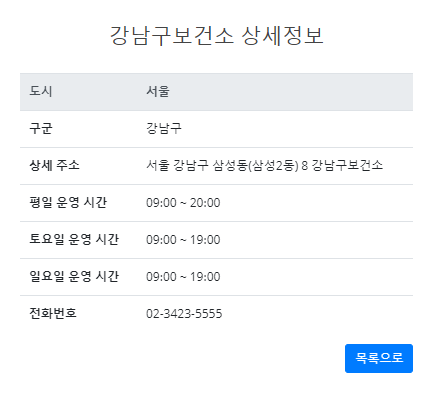 강남구보건소 상세정보
도시 서울
구군 강남구
상세 주소 서울 강남구 삼성동(삼성2동) 8 강남구보건소
평일 운영 시간 09:00 ~ 20:00
토요일 운영 시간 09:00 ~ 19:00
일요일 운영 시간 09:00 ~ 19:00
전화번호 02-3423-5555
목록으로